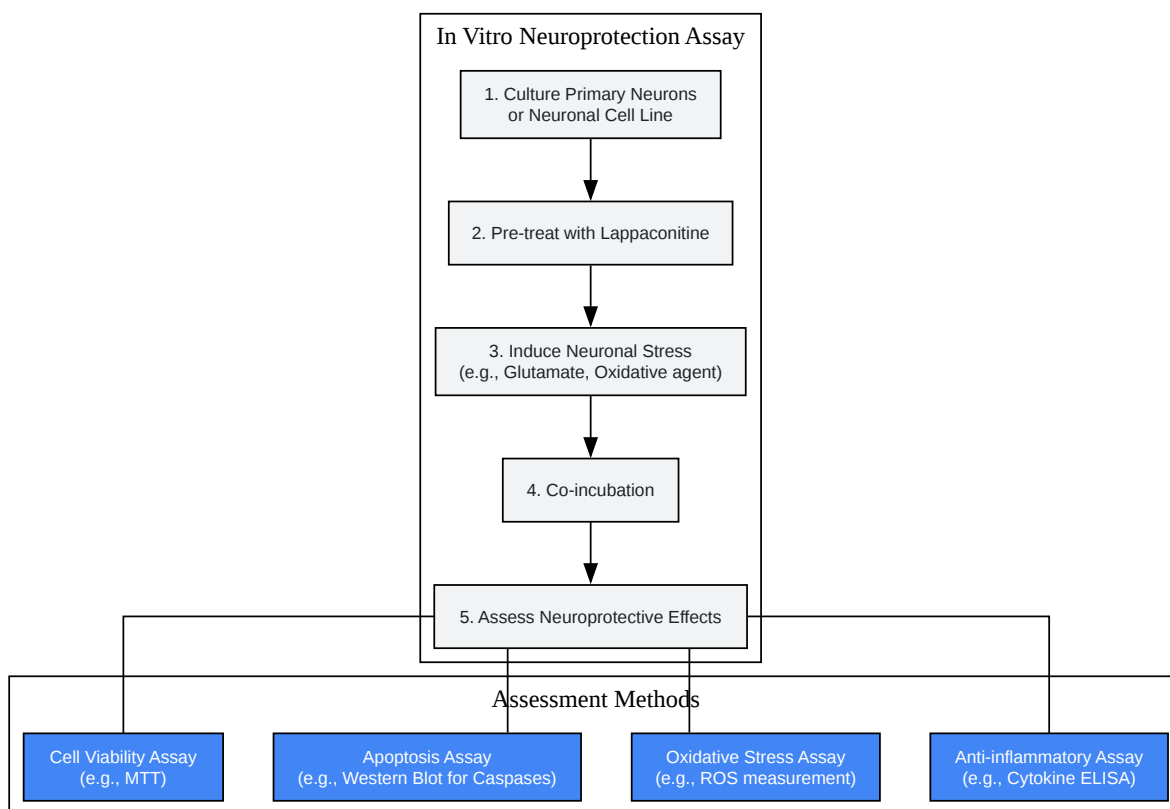 In Vitro Neuroprotection Assay
1. Culture Primary Neurons
or Neuronal Cell Line
2. Pre-treat with Lappaconitine
3. Induce Neuronal Stress
(e.g., Glutamate, Oxidative agent)
4. Co-incubation
5. Assess Neuroprotective Effects
Assessment Methods
Cell Viability Assay
(e.g., MTT)
Apoptosis Assay
(e.g., Western Blot for Caspases)
Oxidative Stress Assay
(e.g., ROS measurement)
Anti-inflammatory Assay
(e.g., Cytokine ELISA)